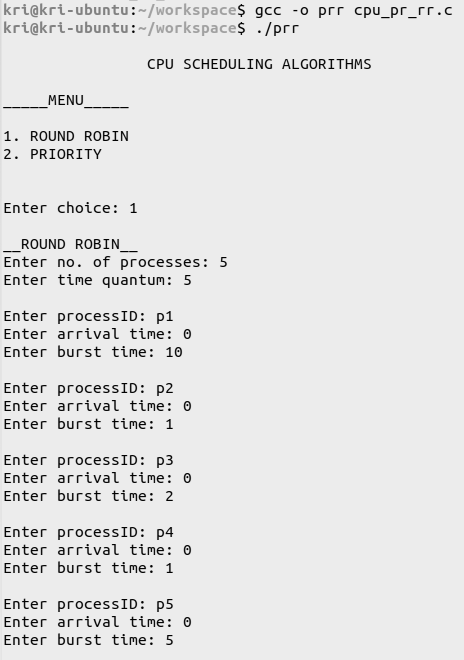 kri@kri-ubuntu:~/workspace$ gcc -o prr cpu_pr_rr.c
kri@kri-ubuntu:~/workspace$ ./prr
CPU SCHEDULING ALGORITHMS
_____MENU_____
1. ROUND ROBIN
2. PRIORITY
Enter choice: 1
__ROUND ROBIN__
Enter no. of processes: 5
Enter time quantum: 5
Enter processID: p1
Enter arrival time: 0
Enter burst time: 10
Enter processID: p2
Enter arrival time: 0
Enter burst time: 1
Enter processID: p3
Enter arrival time: 0
Enter burst time: 2
Enter processID: p4
Enter arrival time: 0
Enter burst time: 1
Enter processID: p5
Enter arrival time: 0
Enter burst time: 5